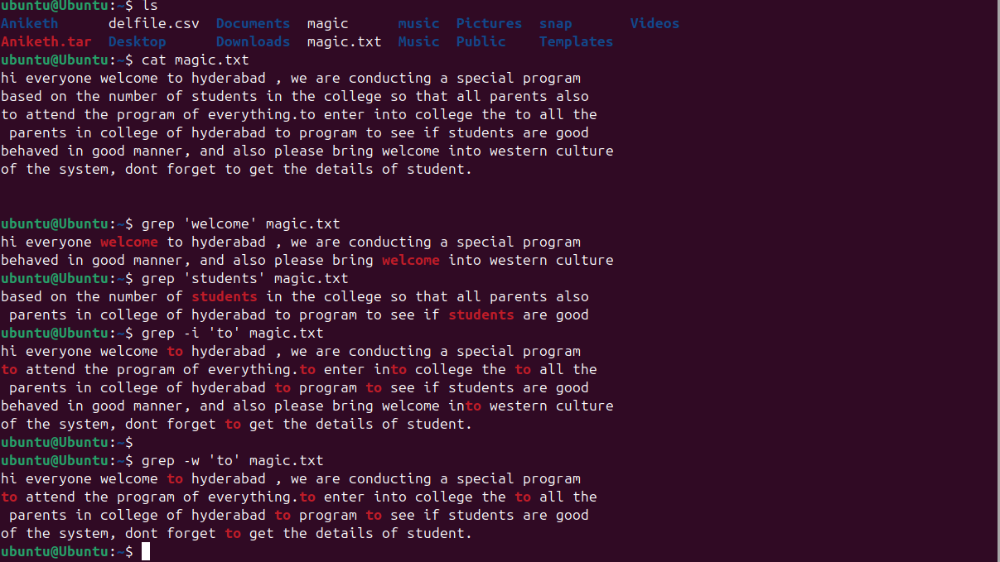 ubuntu@Ubuntu:~$ ls
Aniketh      delfile.csv  Documents  magic      music  Pictures  snap       Videos
Aniketh.tar  Desktop      Downloads  magic.txt  Music  Public    Templates
ubuntu@Ubuntu:~$ cat magic.txt
hi everyone welcome to hyderabad , we are conducting a special program
based on the number of students in the college so that all parents also
to attend the program of everything.to enter into college the to all the
 parents in college of hyderabad to program to see if students are good
behaved in good manner, and also please bring welcome into western culture
of the system, dont forget to get the details of student.
ubuntu@Ubuntu:~$ grep 'welcome' magic.txt
hi everyone welcome to hyderabad , we are conducting a special program
behaved in good manner, and also please bring welcome into western culture
ubuntu@Ubuntu:~$ grep 'students' magic.txt
based on the number of students in the college so that all parents also
 parents in college of hyderabad to program to see if students are good
ubuntu@Ubuntu:~$ grep -i 'to' magic.txt
hi everyone welcome to hyderabad , we are conducting a special program
to attend the program of everything.to enter into college the to all the
 parents in college of hyderabad to program to see if students are good
behaved in good manner, and also please bring welcome into western culture
of the system, dont forget to get the details of student.
ubuntu@Ubuntu:~$
ubuntu@Ubuntu:~$ grep -w 'to' magic.txt
hi everyone welcome to hyderabad , we are conducting a special program
to attend the program of everything.to enter into college the to all the
 parents in college of hyderabad to program to see if students are good
of the system, dont forget to get the details of student.
ubuntu@Ubuntu:~$